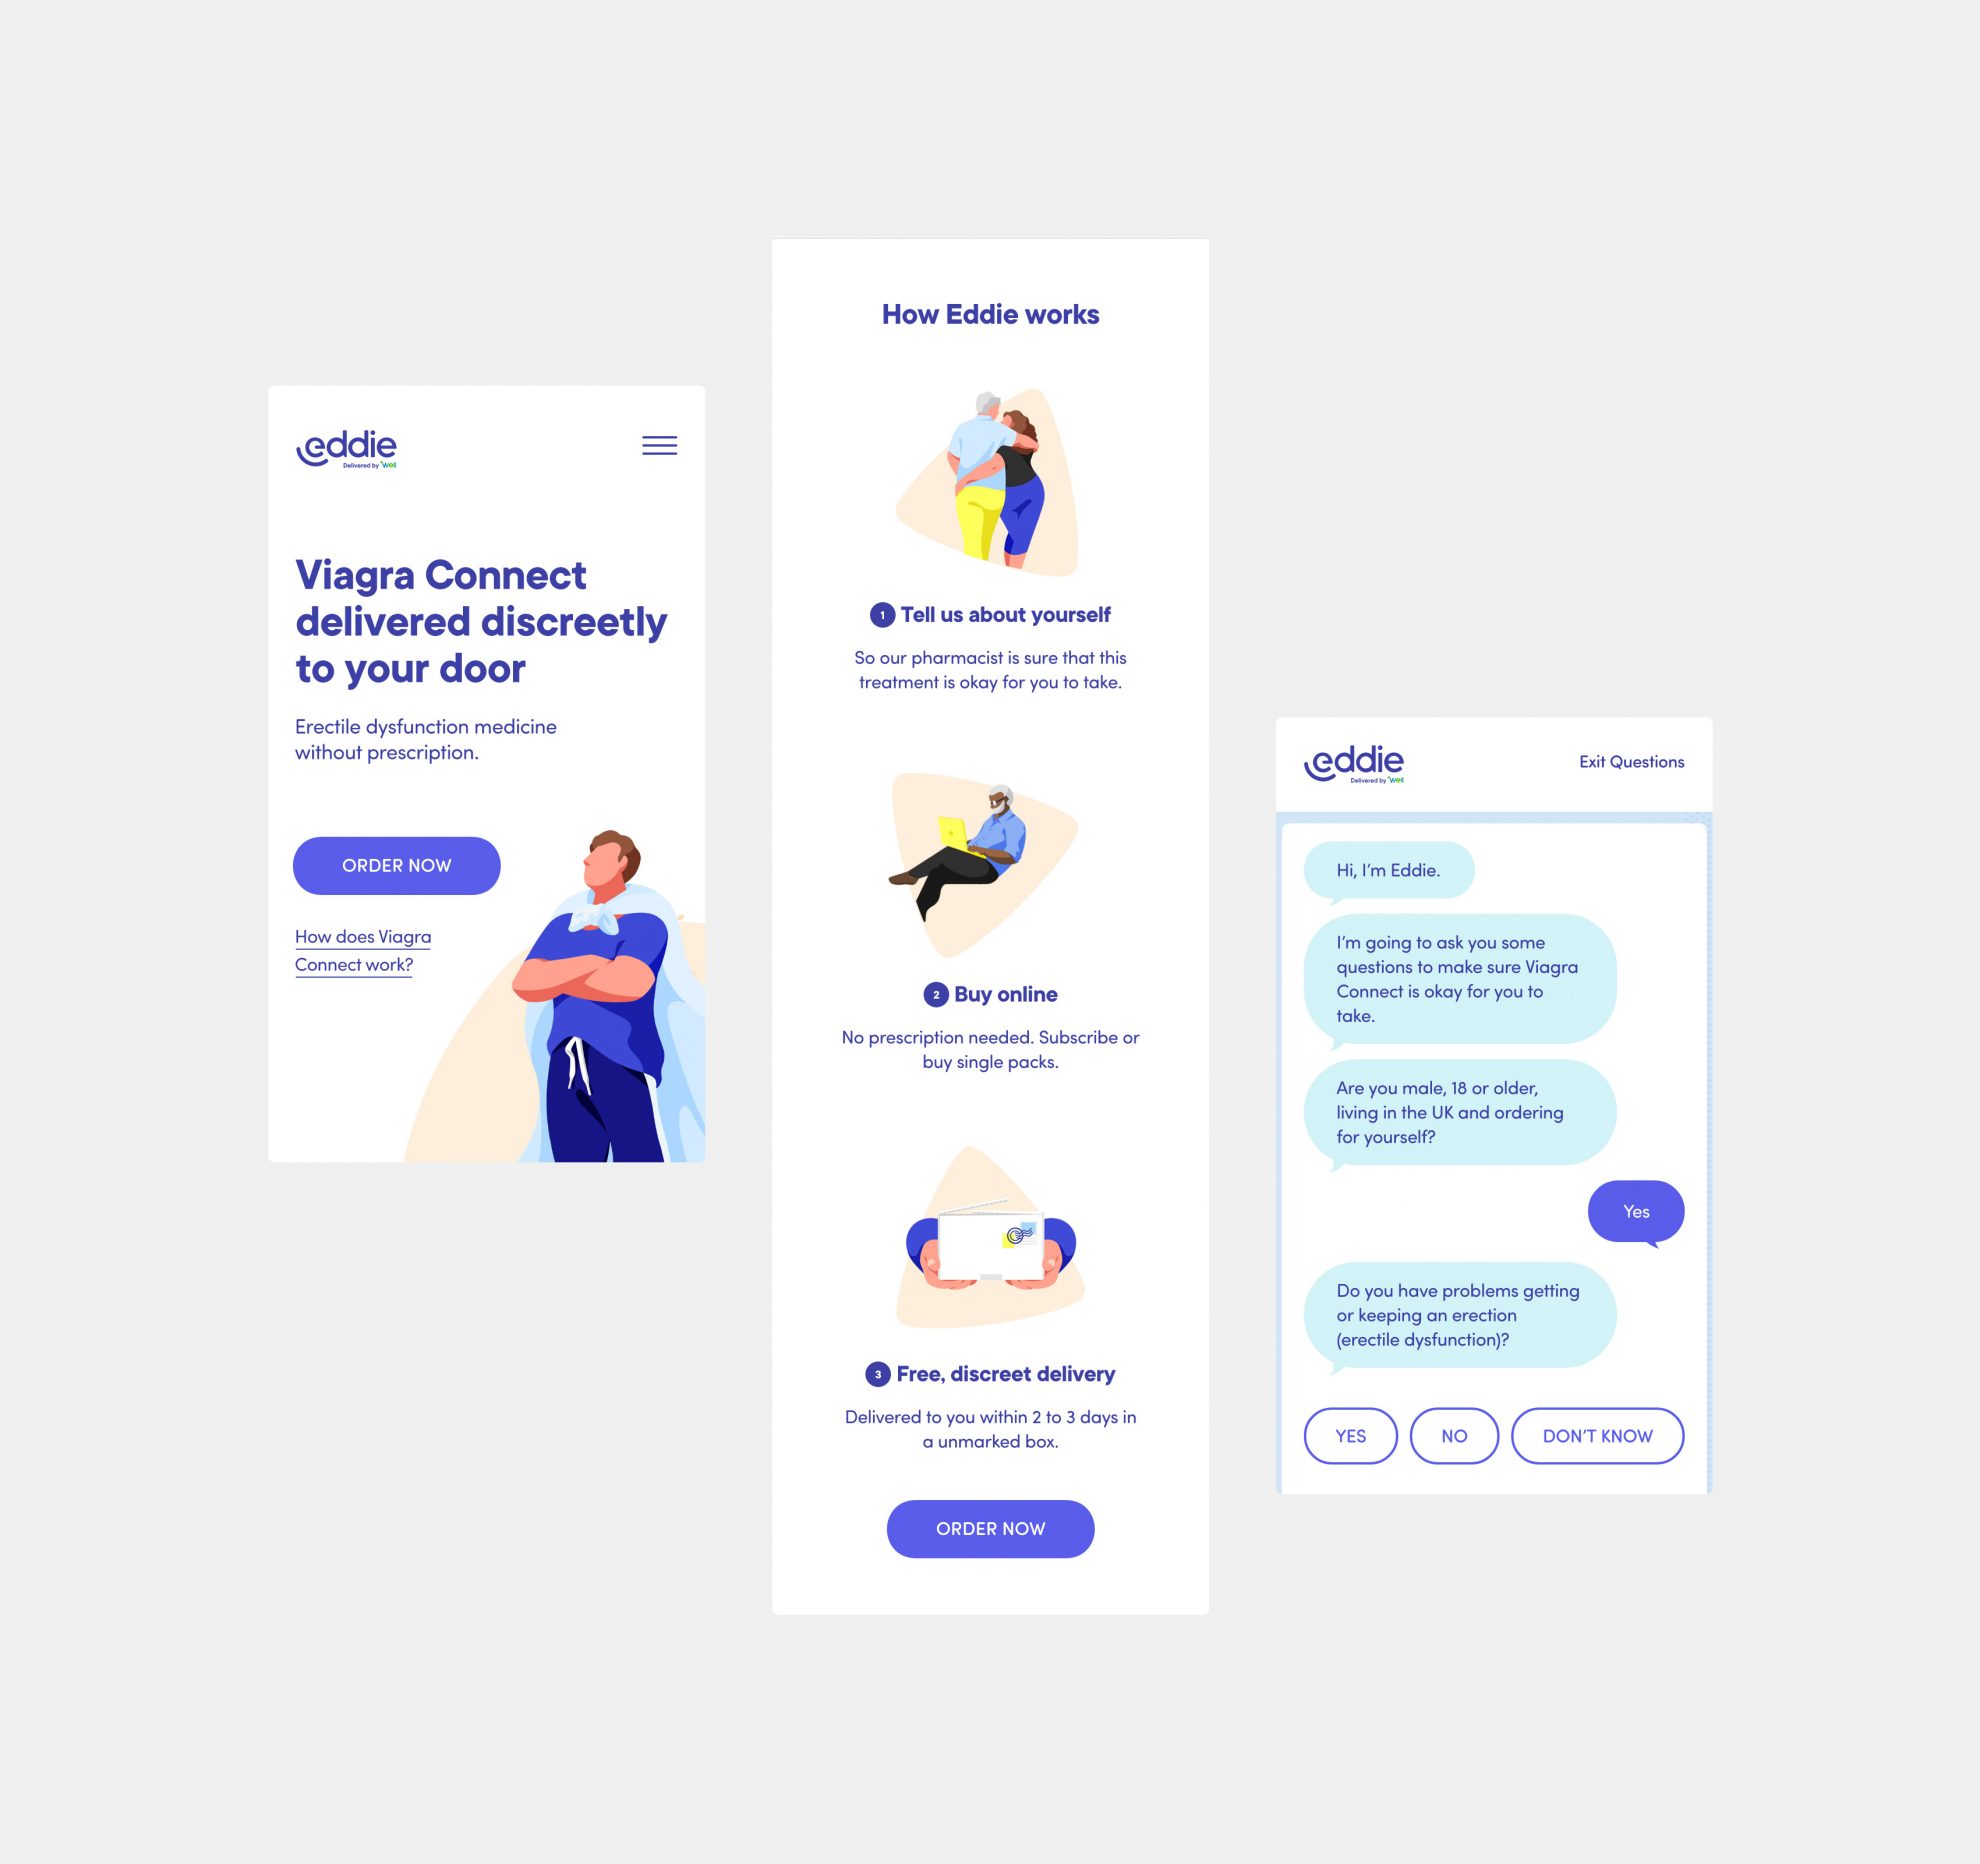 eddie
Delivered by well
Viagra Connect
delivered discreetly
to your door
Erectile dysfunction medicine
without prescription.
ORDER NOW
How does Viagra
Connect work?
How Eddie works
1 Tell us about yourself
So our pharmacist is sure that this
treatment is okay for you to take.
2 Buy online
No prescription needed. Subscribe or
buy single packs.
3 Free, discreet delivery
Delivered to you within 2 to 3 days in
a unmarked box.
ORDER NOW
eddie
Delivered by well
Exit Questions
Hi, I'm Eddie.
I'm going to ask you some
questions to make sure Viagra
Connect is okay for you to
take.
Are you male, 18 or older,
living in the UK and ordering
for yourself?
Yes
Do you have problems getting
or keeping an erection
(erectile dysfunction)?
YES NO DON'T KNOW